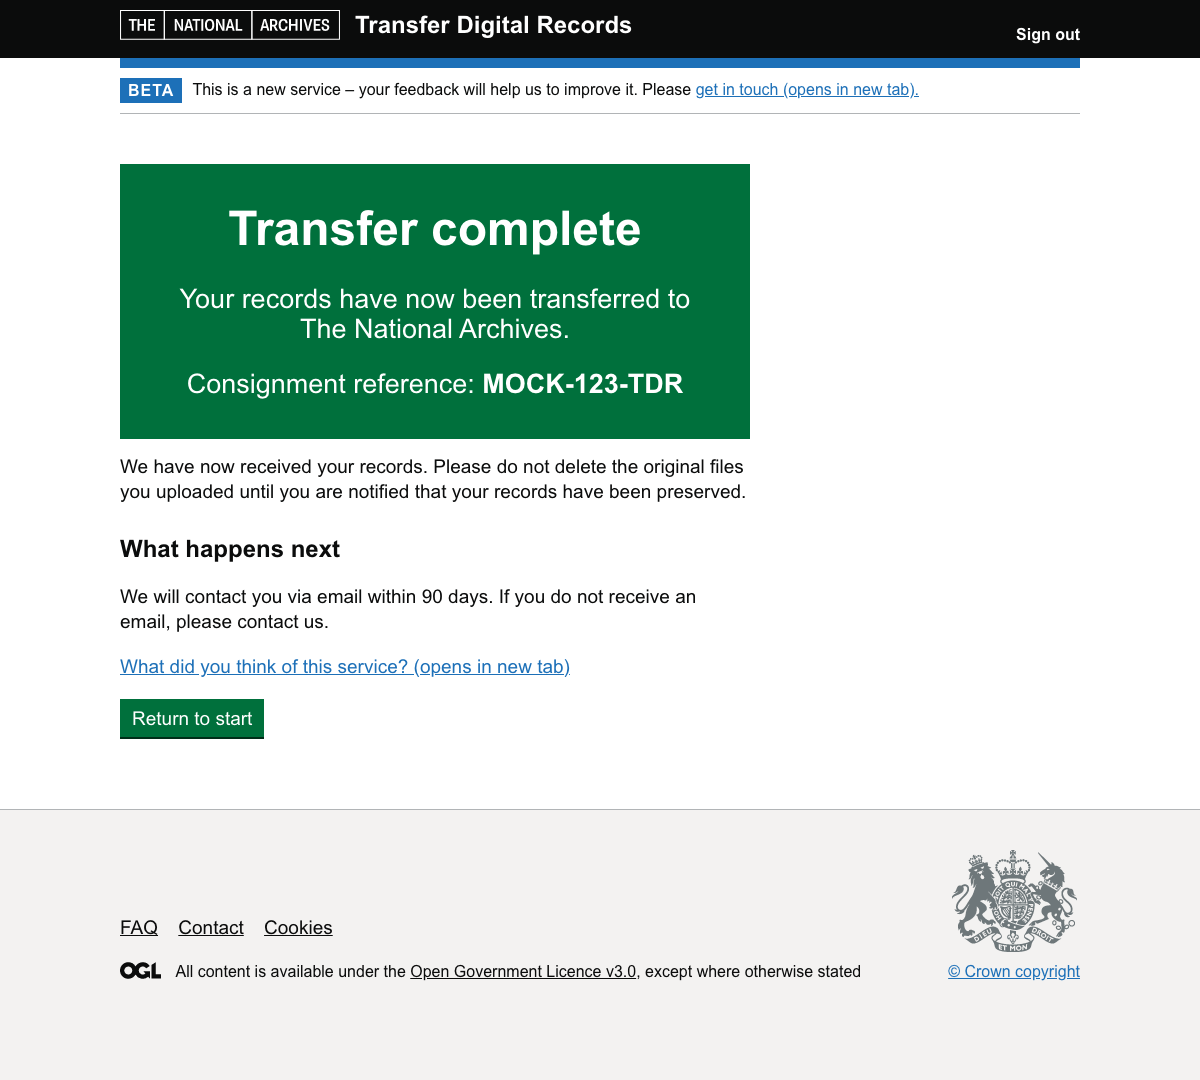 THE NATIONAL ARCHIVES Transfer Digital Records
Sign out
BETA This is a new service – your feedback will help us to improve it. Please get in touch (opens in new tab).
Transfer complete
Your records have now been transferred to
The National Archives.
Consignment reference: MOCK-123-TDR
We have now received your records. Please do not delete the original files
you uploaded until you are notified that your records have been preserved.
What happens next
We will contact you via email within 90 days. If you do not receive an
email, please contact us.
What did you think of this service? (opens in new tab)
Return to start
FAQ Contact Cookies
DIEU ET MON DROIT
OGL All content is available under the Open Government Licence v3.0, except where otherwise stated
© Crown copyright